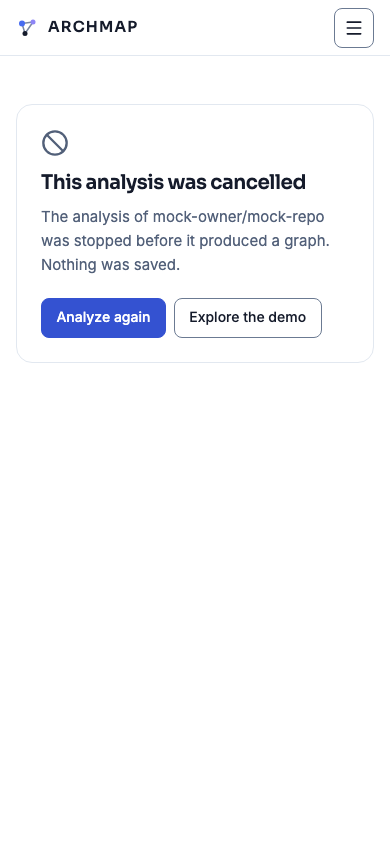 ARCHMAP
This analysis was cancelled
The analysis of mock-owner/mock-repo
was stopped before it produced a graph.
Nothing was saved.
Analyze again
Explore the demo